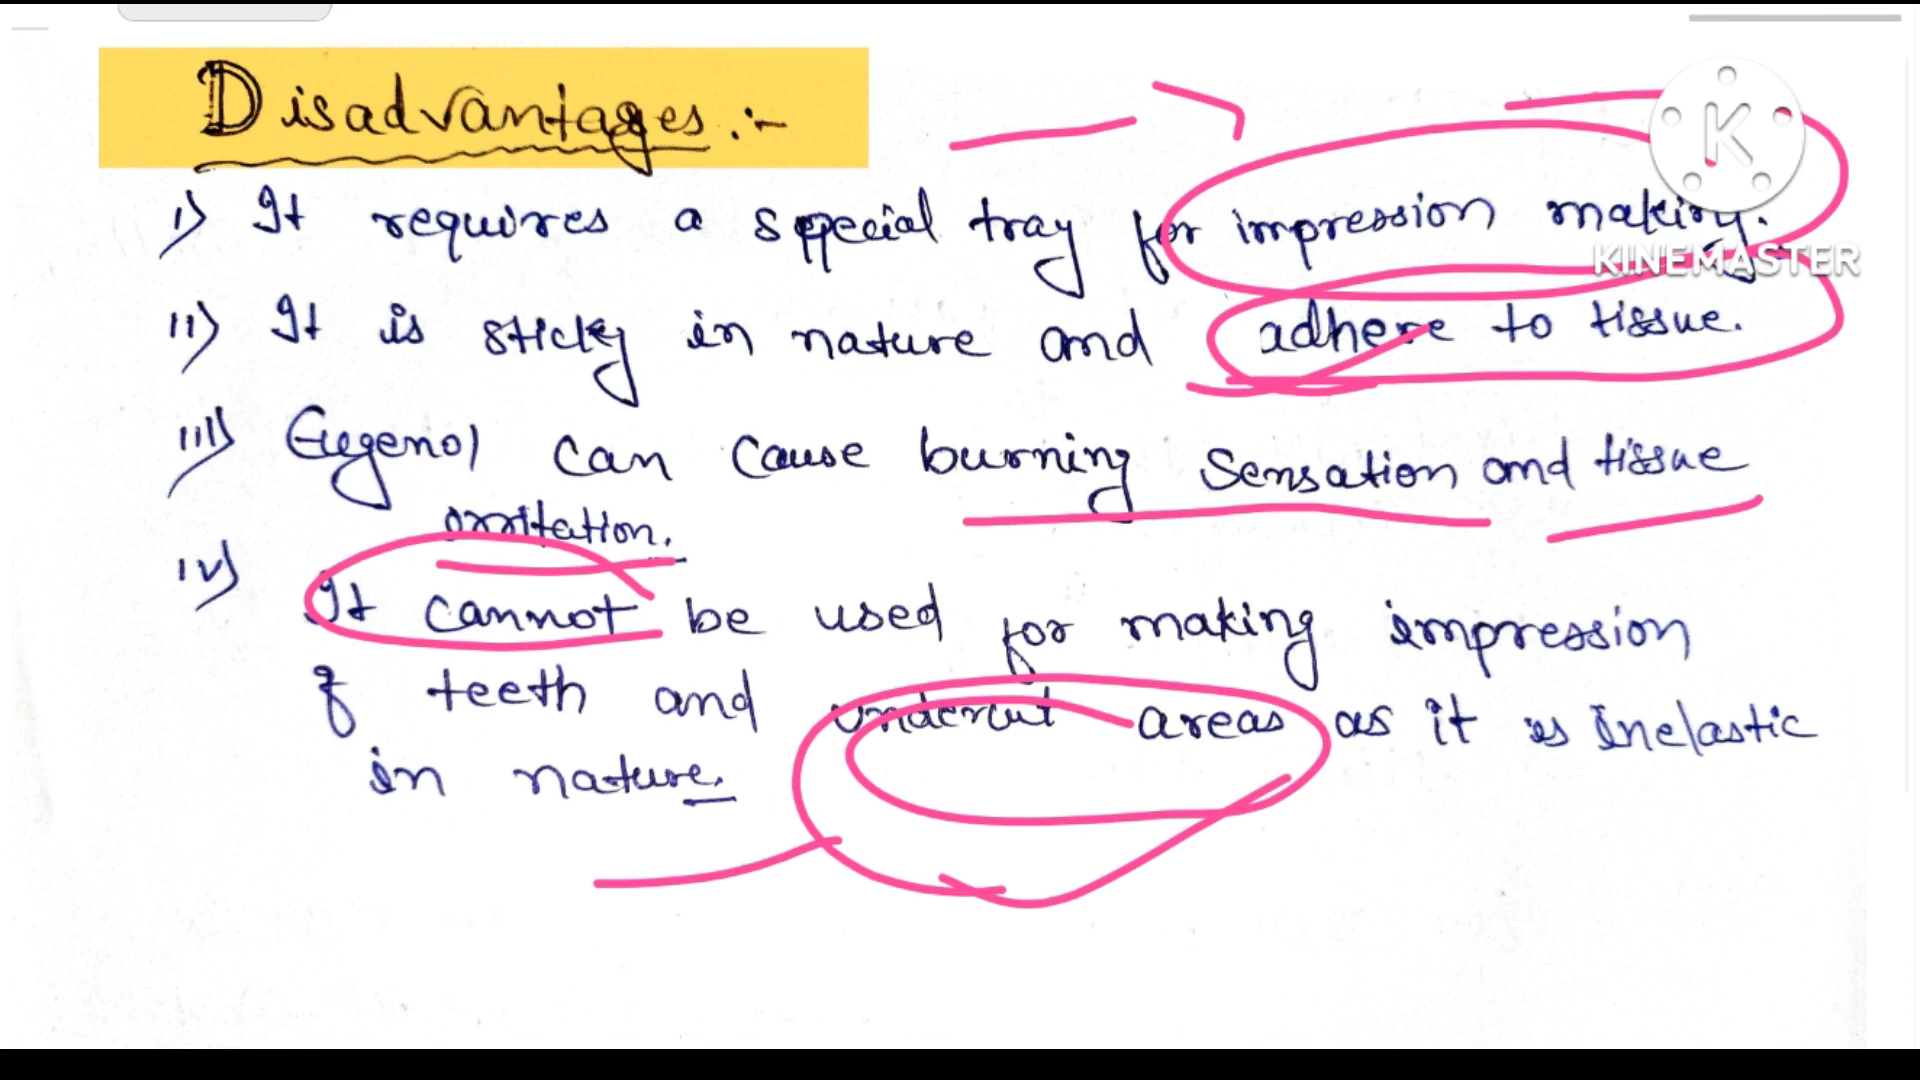 Disadvantages :-
i) It requires a special tray for impression making.
K
KINEMASTER
ii) It is sticky in nature and adhere to tissue.
iii) Eugenol can cause burning sensation and tissue
irritation.
iv) It cannot be used for making impression
of teeth and undercut areas as it is inelastic
in nature.